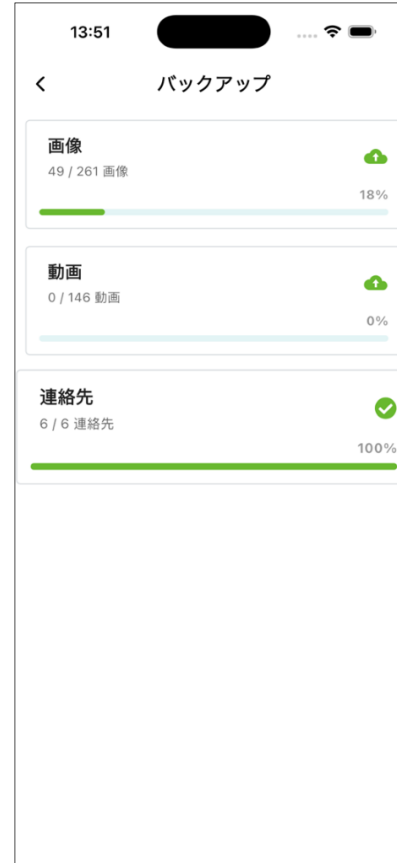 13:51
バックアップ
画像
49 / 261 画像
18%
動画
0 / 146 動画
0%
連絡先
6 / 6 連絡先
100%